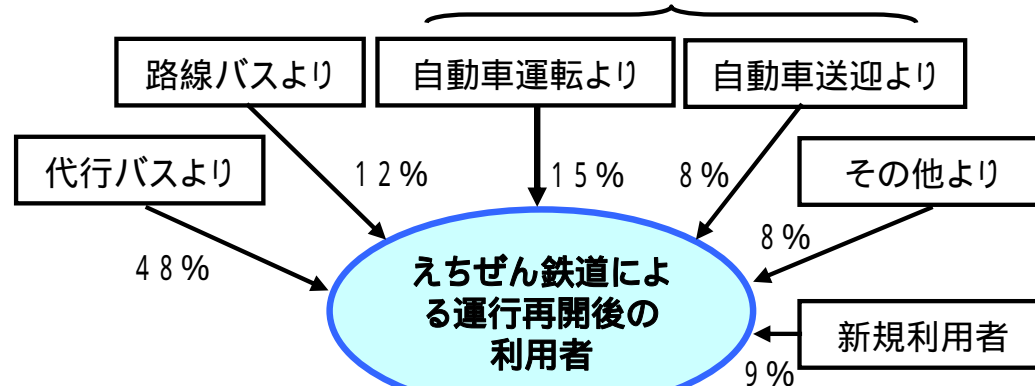 路線バスより
自動車運転より
自動車送迎より
代行バスより
12%
15%
8%
その他より
48%
8%
えちぜん鉄道によ
る運行再開後の
利用者
新規利用者
9%